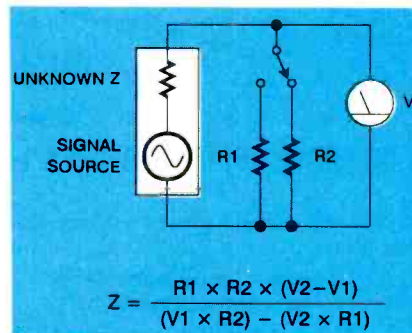 UNKNOWN Z
V
SIGNAL
SOURCE
R1
R2
Z = R1 × R2 × (V2–V1)
(V1 × R2) – (V2 × R1)